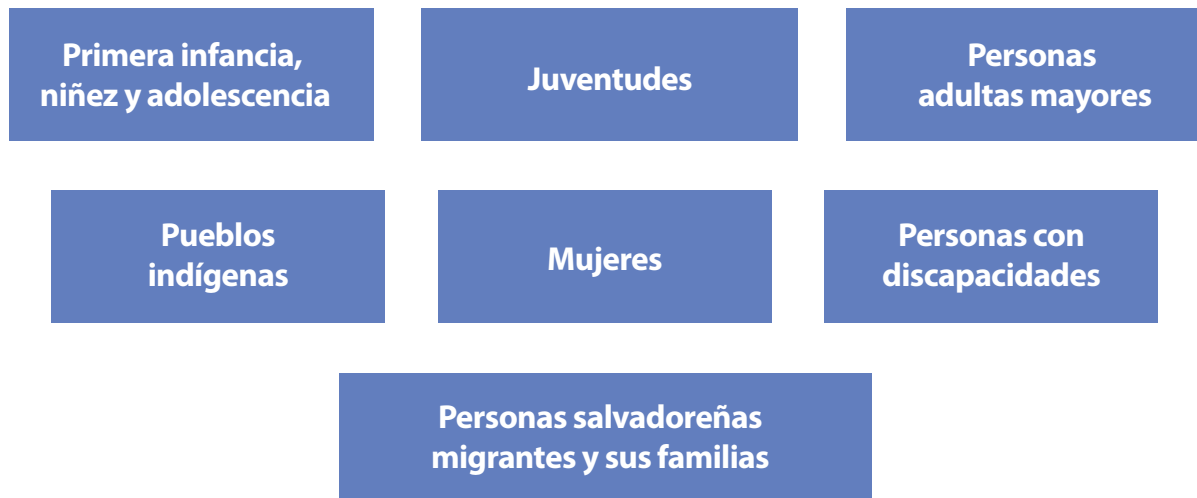 Primera infancia,
niñez y adolescencia
Juventudes
Personas
adultas mayores
Pueblos
indígenas
Mujeres
Personas con
discapacidades
Personas salvadoreñas
migrantes y sus familias